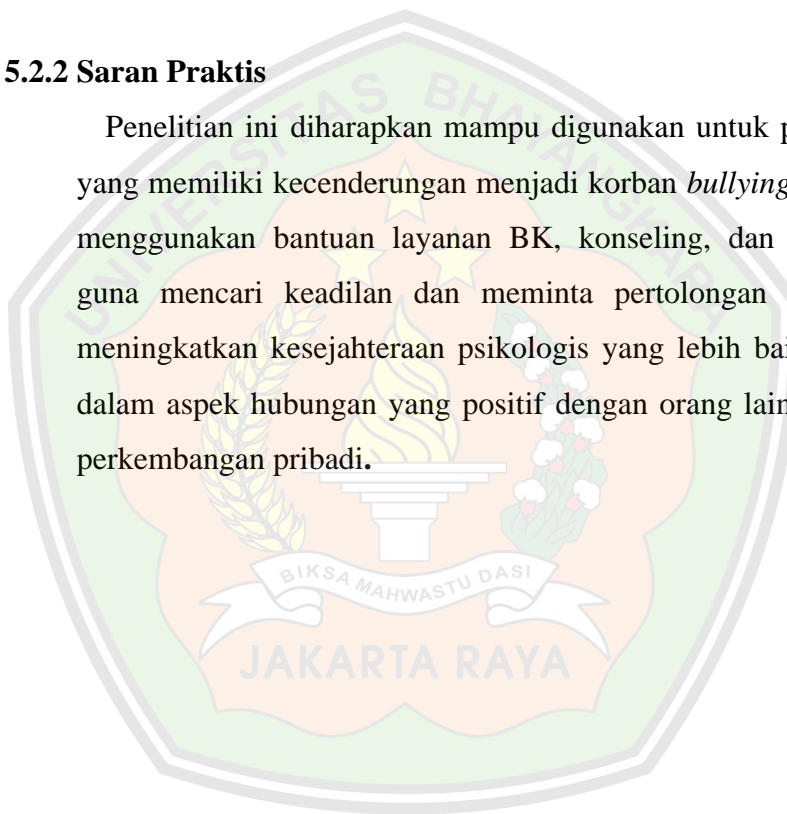 5.2.2 Saran Praktis
Penelitian ini diharapkan mampu digunakan untuk
yang memiliki kecenderungan menjadi korban bullying
menggunakan bantuan layanan BK, konseling, dan
guna mencari keadilan dan meminta pertolongan
meningkatkan kesejahteraan psikologis yang lebih
dalam aspek hubungan yang positif dengan orang lain
perkembangan pribadi.
UNIVERSITAS BHAYANGKARA
BIKSA MAHWASTU DASI
JAKARTA RAYA